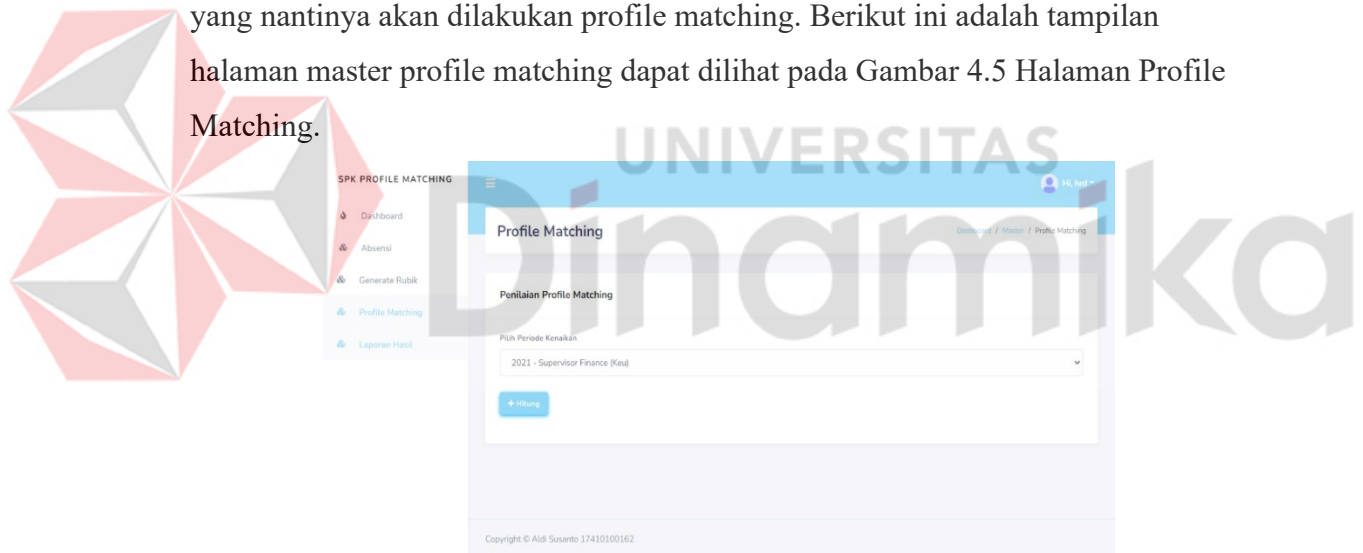 yang nantinya akan dilakukan profile matching. Berikut ini adalah tampilan
halaman master profile matching dapat dilihat pada Gambar 4.5 Halaman Profile
Matching.
UNIVERSITAS
Dinamika
SPK PROFILE MATCHING
Hi, hrd
Dashboard
Absensi
Generate Rubik
Profile Matching
Laporan Hasil
Profile Matching
Dashboard / Master / Profile Matching
Penilaian Profile Matching
Pilih Periode Kenaikan
2021 - Supervisor Finance (Keu)
+ Hitung
Copyright © Aldi Susanto 17410100162